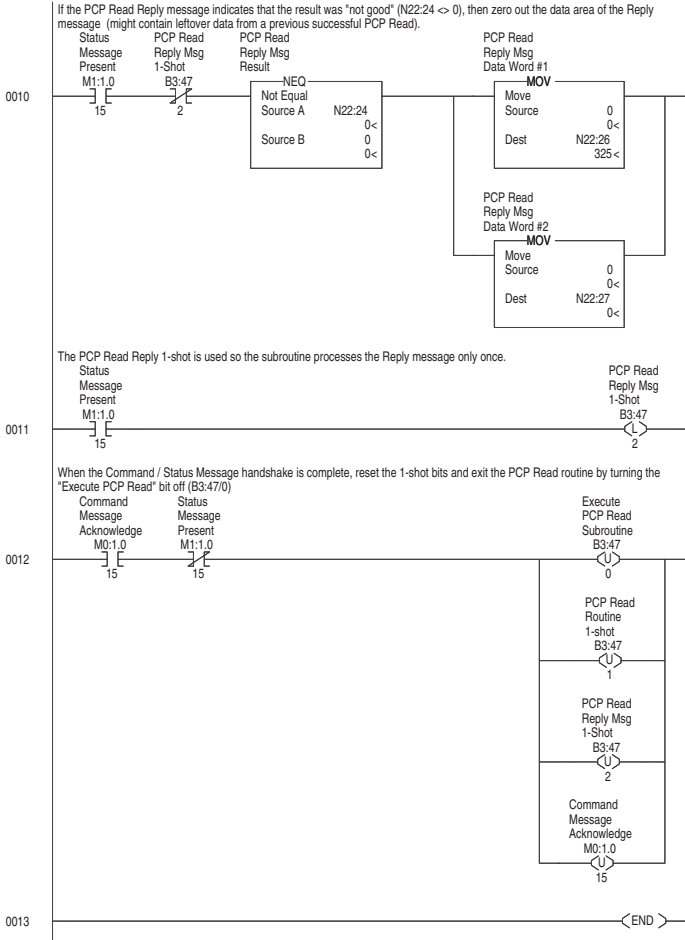 If the PCP Read Reply message indicates that the result was "not good" (N22:24 <> 0), then zero out the data area of the Reply
message (might contain leftover data from a previous successful PCP Read).
Status
Message
Present
M1:1.0
15
PCP Read
Reply Msg
1-Shot
B3:47
2
PCP Read
Reply Msg
Result
NEQ
Not Equal
Source A N22:24
0<
Source B 0
0<
PCP Read
Reply Msg
Data Word #1
MOV
Move
Source 0
0<
Dest N22:26
325<
0010
PCP Read
Reply Msg
Data Word #2
MOV
Move
Source 0
0<
Dest N22:27
0<
The PCP Read Reply 1-shot is used so the subroutine processes the Reply message only once.
Status
Message
Present
M1:1.0
15
PCP Read
Reply Msg
1-Shot
B3:47
L
2
0011
When the Command / Status Message handshake is complete, reset the 1-shot bits and exit the PCP Read routine by turning the
"Execute PCP Read" bit off (B3:47/0)
Command
Message
Acknowledge
M0:1.0
15
Status
Message
Present
M1:1.0
15
Execute
PCP Read
Subroutine
B3:47
U
0
0012
PCP Read
Routine
1-shot
B3:47
U
1
PCP Read
Reply Msg
1-Shot
B3:47
U
2
Command
Message
Acknowledge
M0:1.0
U
15
0013
END